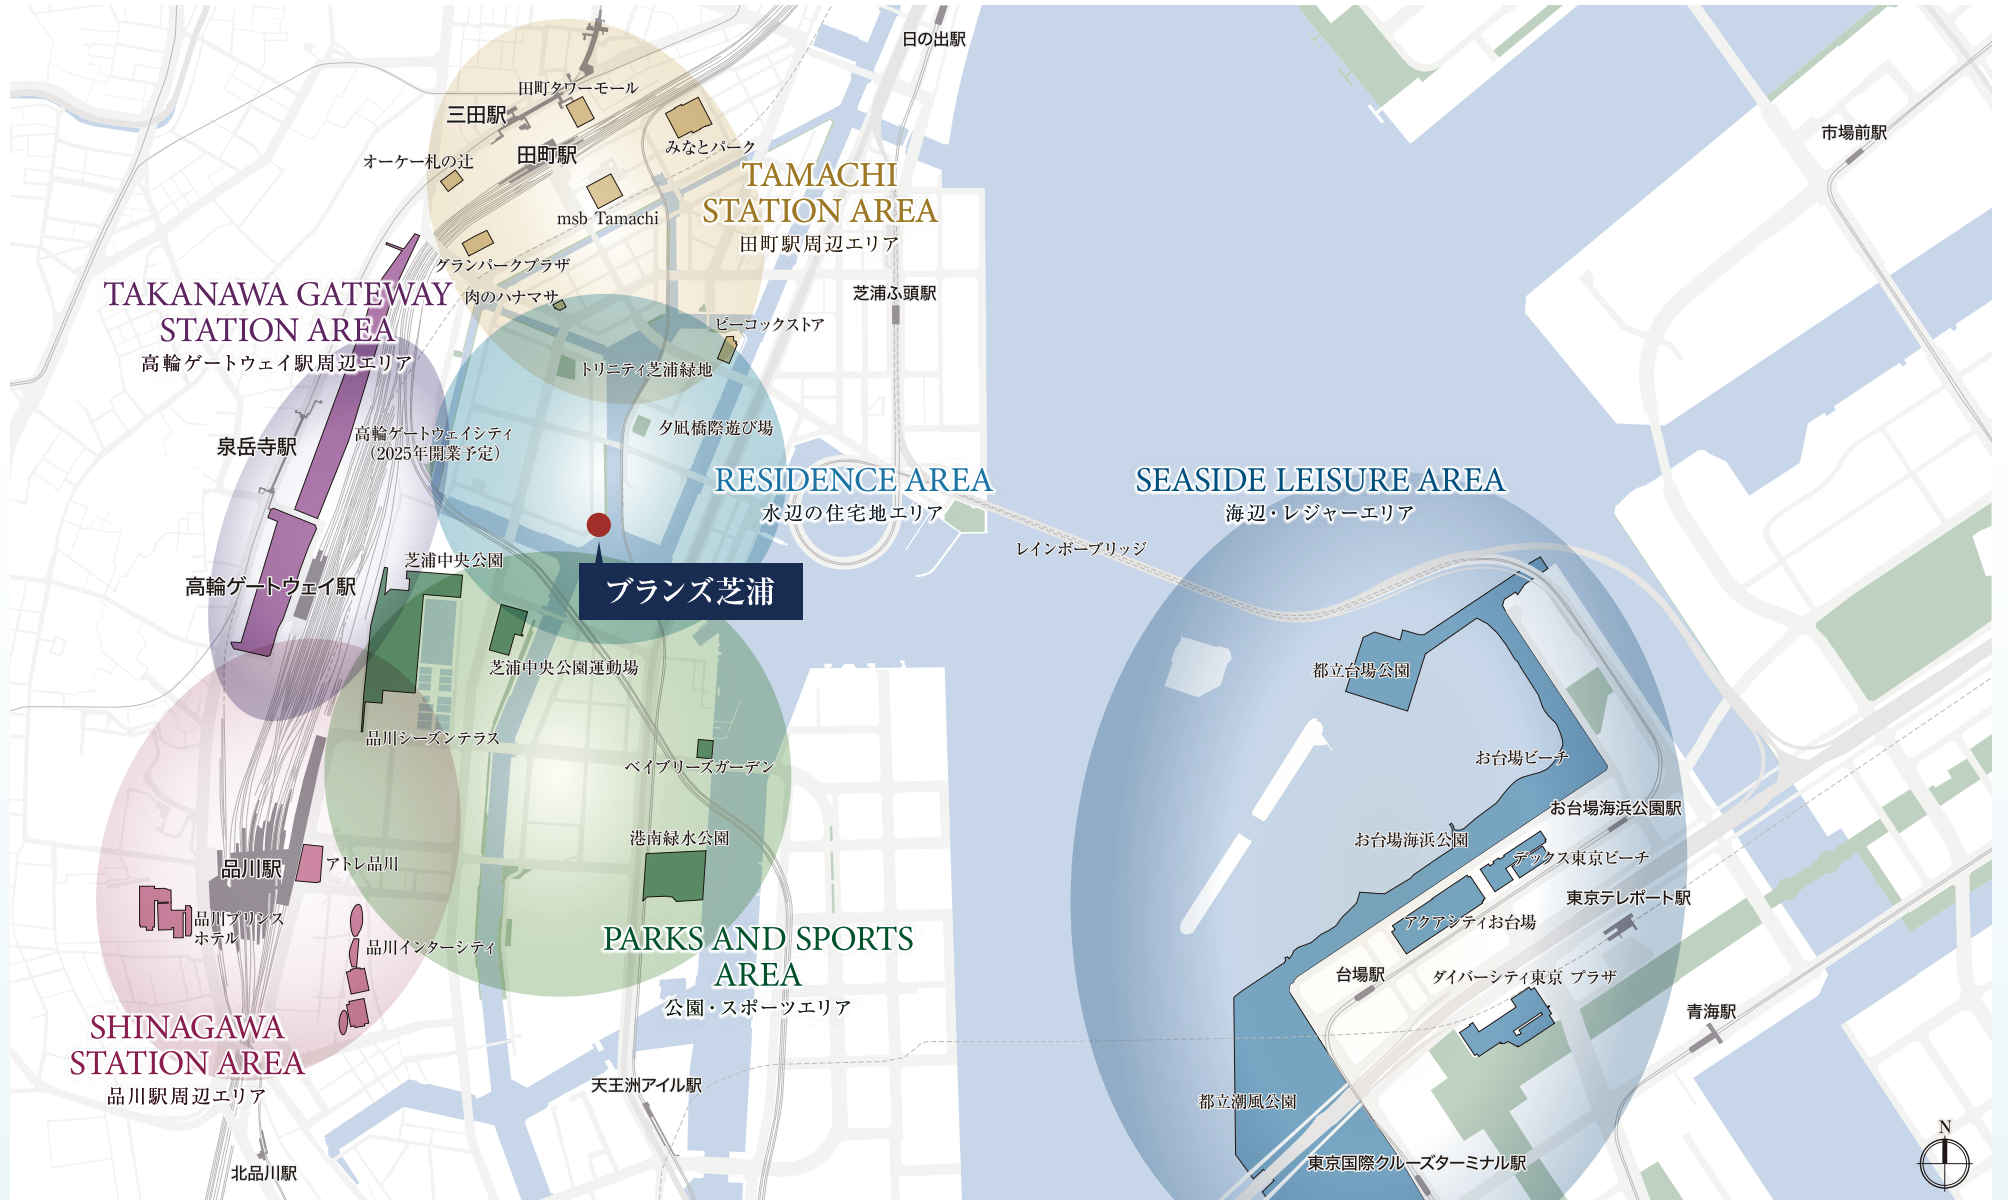 日の出駅
田町タワーモール
三田駅
田町駅
みなとパーク
オーケー札の辻
市場前駅
TAMACHI
STATION AREA
田町駅周辺エリア
msb Tamachi
グランパークプラザ
肉のハナマサ
芝浦ふ頭駅
ピーコックストア
TAKANAWA GATEWAY
STATION AREA
高輪ゲートウェイ駅周辺エリア
トリニティ芝浦緑地
夕凪橋際遊び場
泉岳寺駅
高輪ゲートウェイシティ
（2025年開業予定）
RESIDENCE AREA
水辺の住宅地エリア
SEASIDE LEISURE AREA
海辺・レジャーエリア
レインボーブリッジ
芝浦中央公園
高輪ゲートウェイ駅
ブランズ芝浦
芝浦中央公園運動場
都立台場公園
品川シーズンテラス
ベイブリーズガーデン
お台場ビーチ
お台場海浜公園駅
港南緑水公園
お台場海浜公園
デックス東京ビーチ
品川駅
アトレ品川
東京テレポート駅
品川プリンス
ホテル
アクアシティお台場
品川インターシティ
PARKS AND SPORTS
AREA
公園・スポーツエリア
台場駅
ダイバーシティ東京 プラザ
青海駅
SHINAGAWA
STATION AREA
品川駅周辺エリア
天王洲アイル駅
都立潮風公園
N
東京国際クルーズターミナル駅
北品川駅